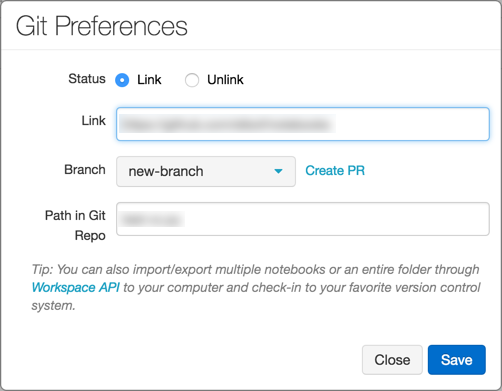 Git Preferences
Status Link Unlink
Link
Branch new-branch Create PR
Path in Git
Repo
Tip: You can also import/export multiple notebooks or an entire folder through
Workspace API to your computer and check-in to your favorite version control
system.
Close Save